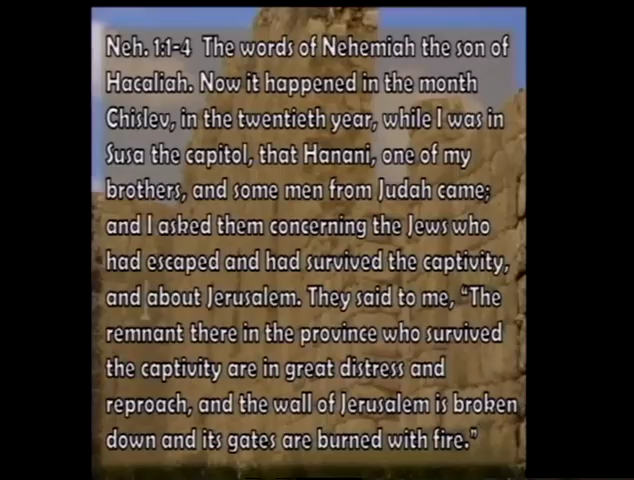 Neh. 1:1-4 The words of Nehemiah the son of
Hacaliah. Now it happened in the month
Chislev, in the twentieth year, while I was in
Susa the capitol, that Hanani, one of my
brothers, and some men from Judah came;
and I asked them concerning the Jews who
had escaped and had survived the captivity,
and about Jerusalem. They said to me, “The
remnant there in the province who survived
the captivity are in great distress and
reproach, and the wall of Jerusalem is broken
down and its gates are burned with fire.”